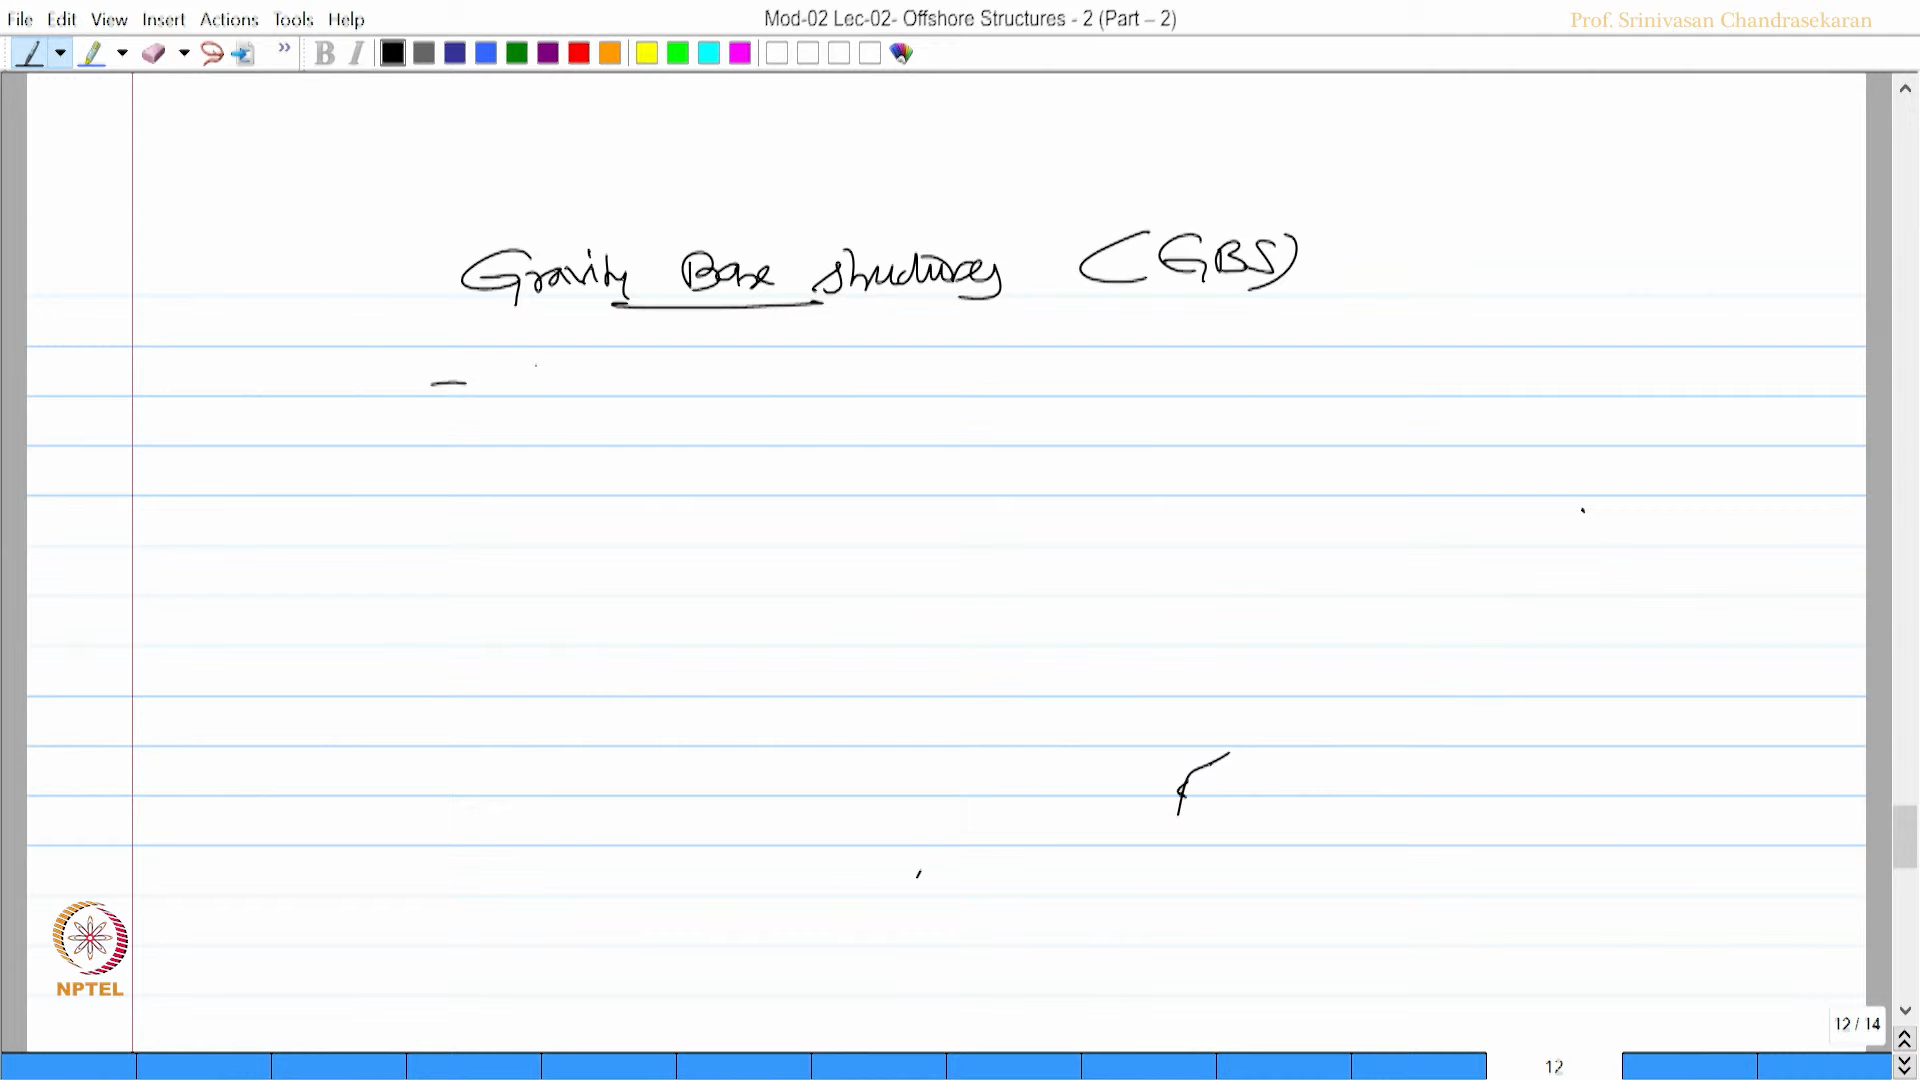 File Edit View Insert Actions Tools Help
Mod-02 Lec-02- Offshore Structures - 2 (Part – 2)
Prof. Srinivasan Chandrasekaran
B I
Gravity Base structures (GBS)
–
NPTEL
12 / 14
12